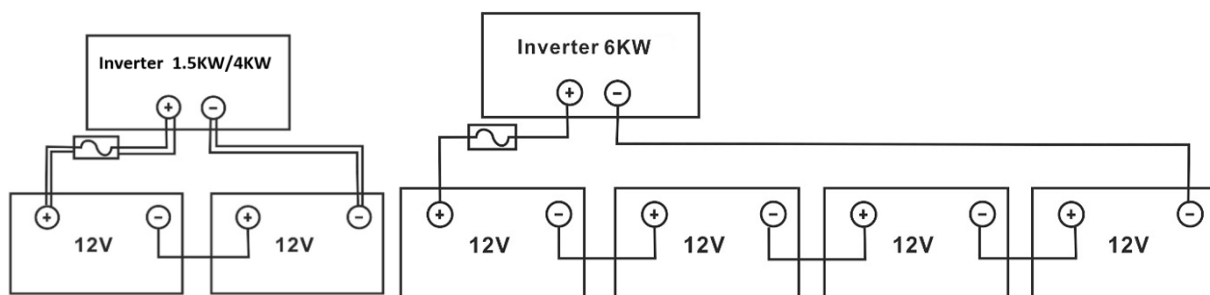 Inverter 1.5KW/4KW
+ −
+ − + −
12V 12V
Inverter 6KW
+ −
+ − + − + − + −
12V 12V 12V 12V